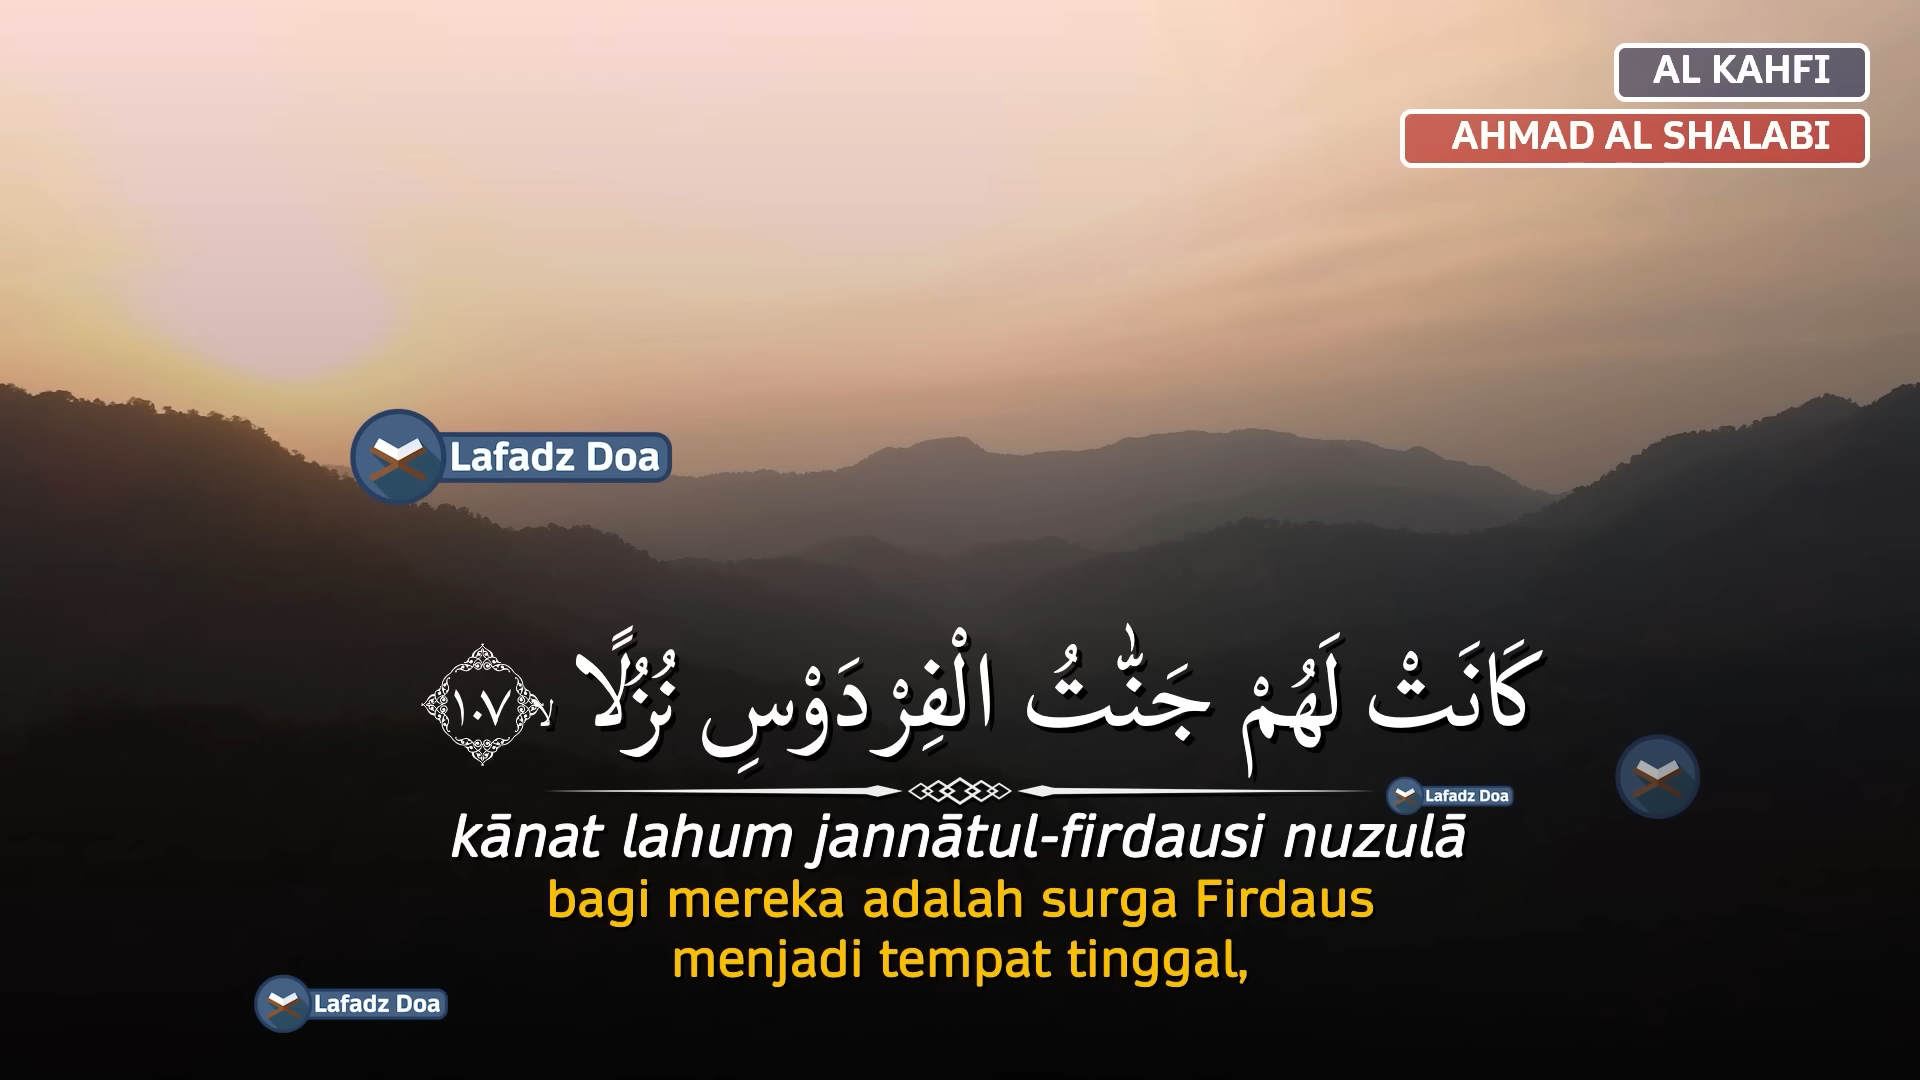 AL KAHFI
AHMAD AL SHALABI
Lafadz Doa
كَانَتْ لَهُمْ جَنّٰتُ الْفِرْدَوْسِ نُزُلًا ۙ ١٠٧
Lafadz Doa
kānat lahum jannātul-firdausi nuzulā
bagi mereka adalah surga Firdaus
menjadi tempat tinggal,
Lafadz Doa